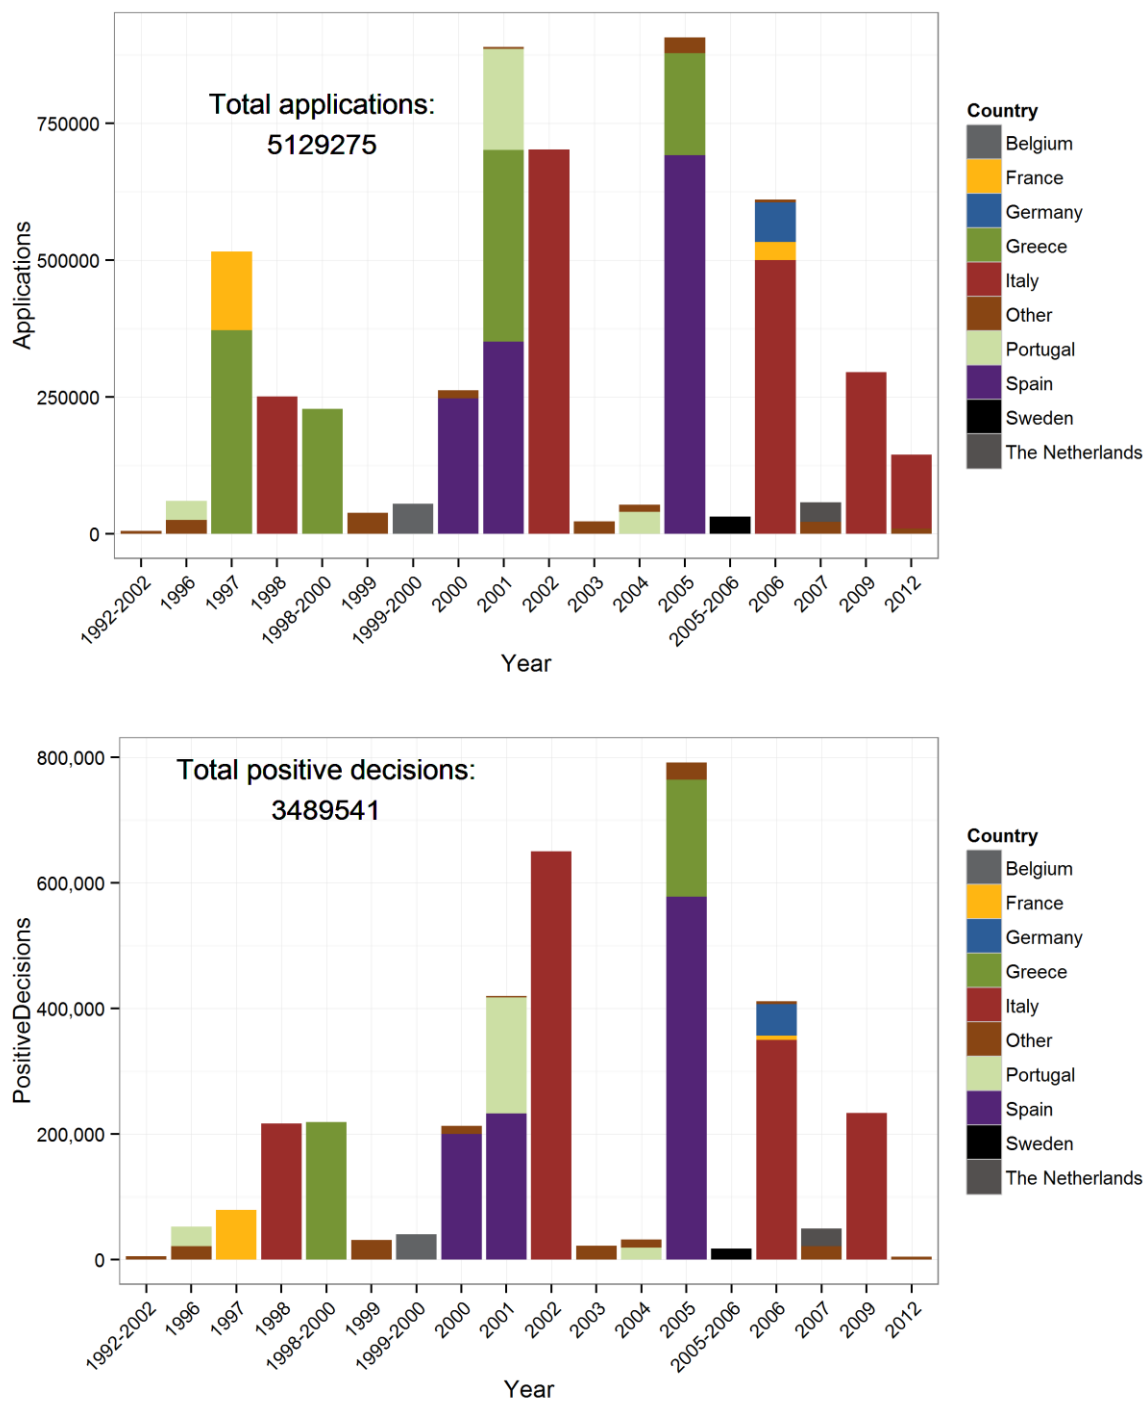 Total applications:
5129275
Applications
750000
500000
250000
0
1992-2002
1996
1997
1998
1998-2000
1999
1999-2000
2000
2001
2002
2003
2004
2005
2005-2006
2006
2007
2009
2012
Year
Country
Belgium
France
Germany
Greece
Italy
Other
Portugal
Spain
Sweden
The Netherlands
Total positive decisions:
3489541
PositiveDecisions
800,000
600,000
400,000
200,000
0
1992-2002
1996
1997
1998
1998-2000
1999
1999-2000
2000
2001
2002
2003
2004
2005
2005-2006
2006
2007
2009
2012
Year
Country
Belgium
France
Germany
Greece
Italy
Other
Portugal
Spain
Sweden
The Netherlands